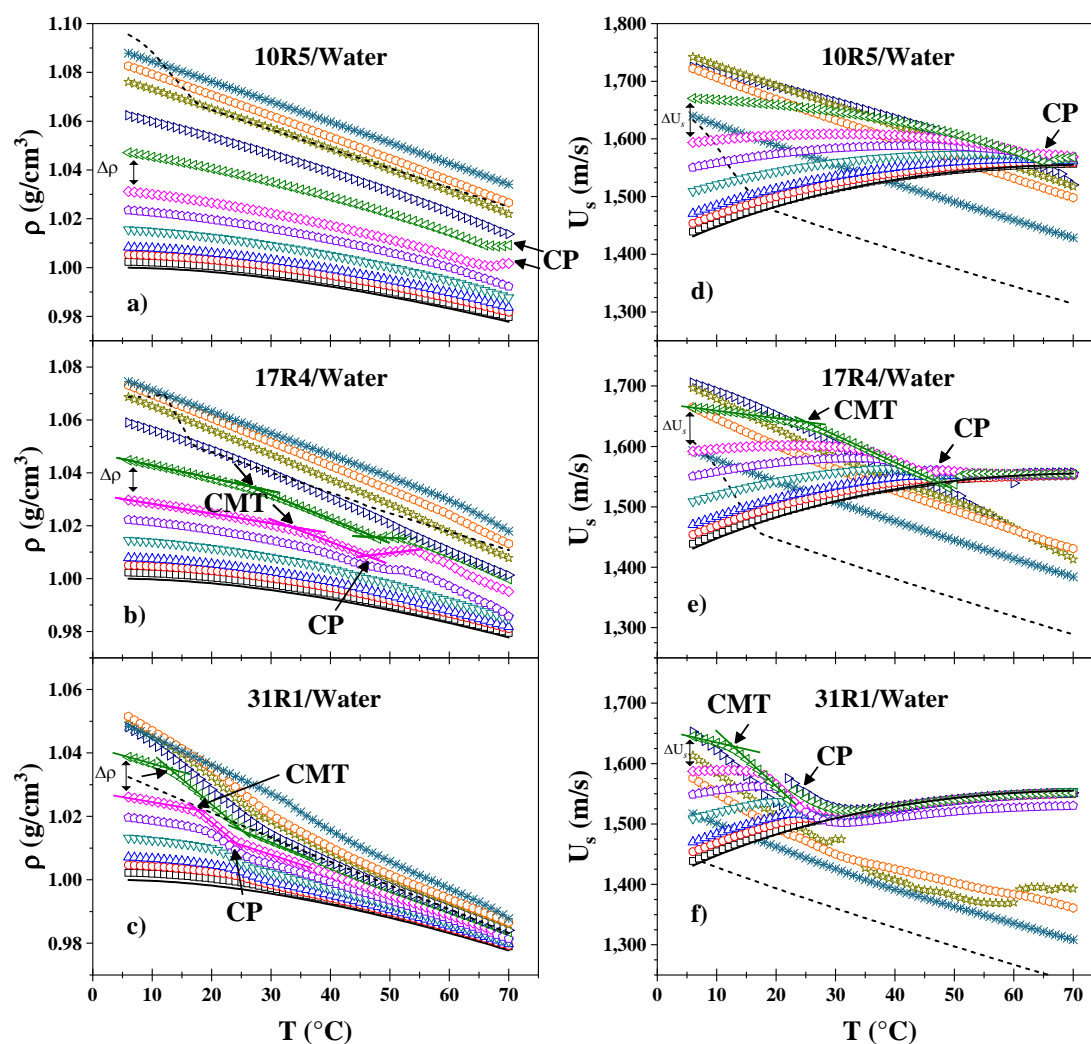 10R5/Water
Δρ
CP
a)
ρ (g/cm³)
1.10
1.08
1.06
1.04
1.02
1.00
0.98
17R4/Water
Δρ
CMT
CP
b)
ρ (g/cm³)
1.08
1.06
1.04
1.02
1.00
0.98
0.96
31R1/Water
Δρ
CMT
CP
c)
ρ (g/cm³)
1.06
1.04
1.02
1.00
0.98
0 10 20 30 40 50 60 70
T (°C)
10R5/Water
CP
ΔUₛ
d)
Uₛ (m/s)
1,800
1,700
1,600
1,500
1,400
1,300
17R4/Water
CMT
CP
ΔUₛ
e)
Uₛ (m/s)
1,700
1,600
1,500
1,400
1,300
31R1/Water
CMT
CP
ΔUₛ
f)
Uₛ (m/s)
1,700
1,600
1,500
1,400
1,300
0 10 20 30 40 50 60 70
T (°C)